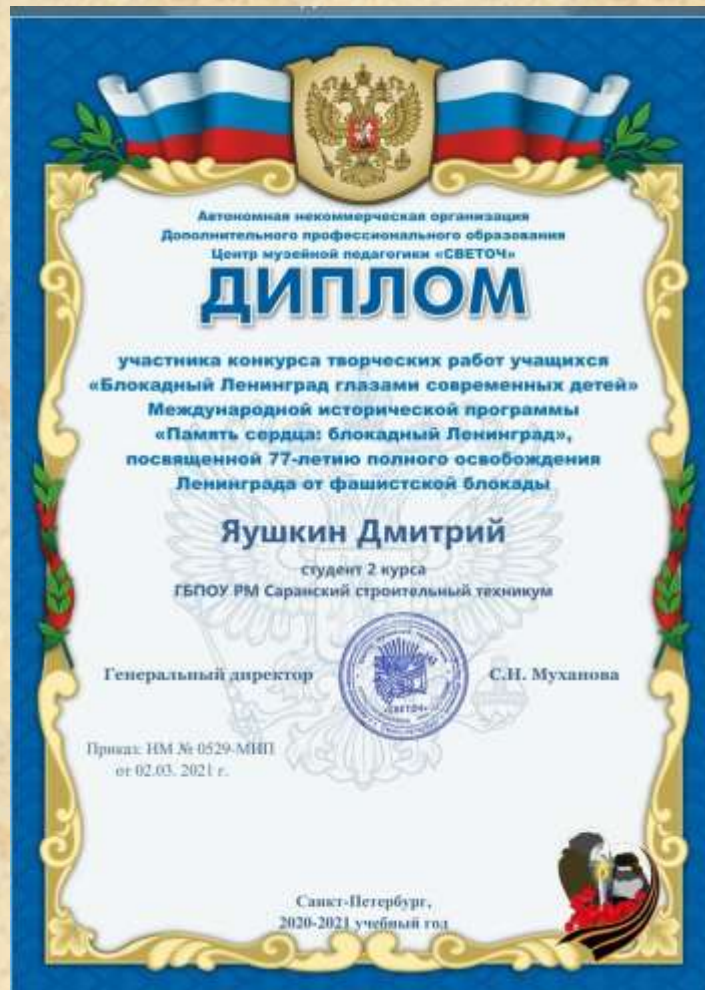 Автономная некоммерческая организация
Дополнительного профессионального образования
Центр музейной педагогики «СВЕТОЧ»
ДИПЛОМ
участника конкурса творческих работ учащихся
«Блокадный Ленинград глазами современных детей»
Международной исторической программы
«Память сердца: блокадный Ленинград»,
посвященной 77-летию полного освобождения
Ленинграда от фашистской блокады
Яушкин Дмитрий
студент 2 курса
ГБПОУ РМ Саранский строительный техникум
Генеральный директор
«СВЕТОЧ»
С.Н. Муханова
Приказ: НМ № 0529-МИП
от 02.03. 2021 г.
Санкт-Петербург,
2020-2021 учебный год